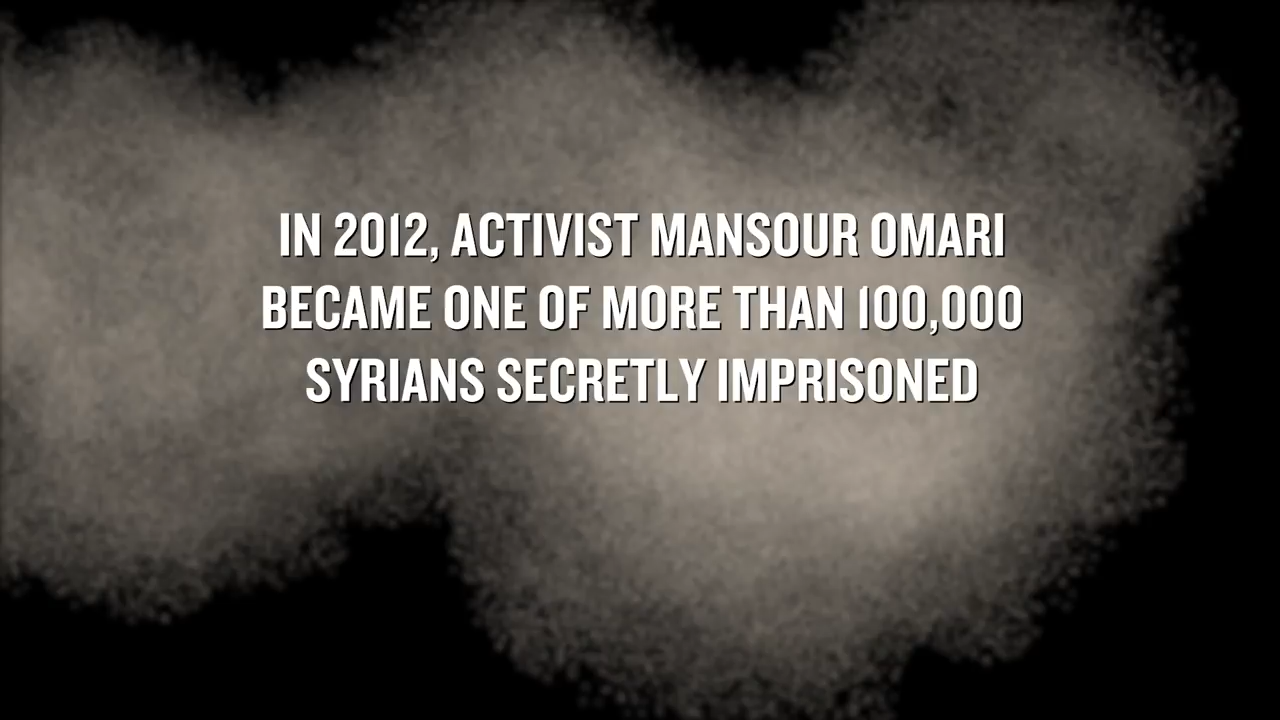 IN 2012, ACTIVIST MANSOUR OMARI
BECAME ONE OF MORE THAN 100,000
SYRIANS SECRETLY IMPRISONED